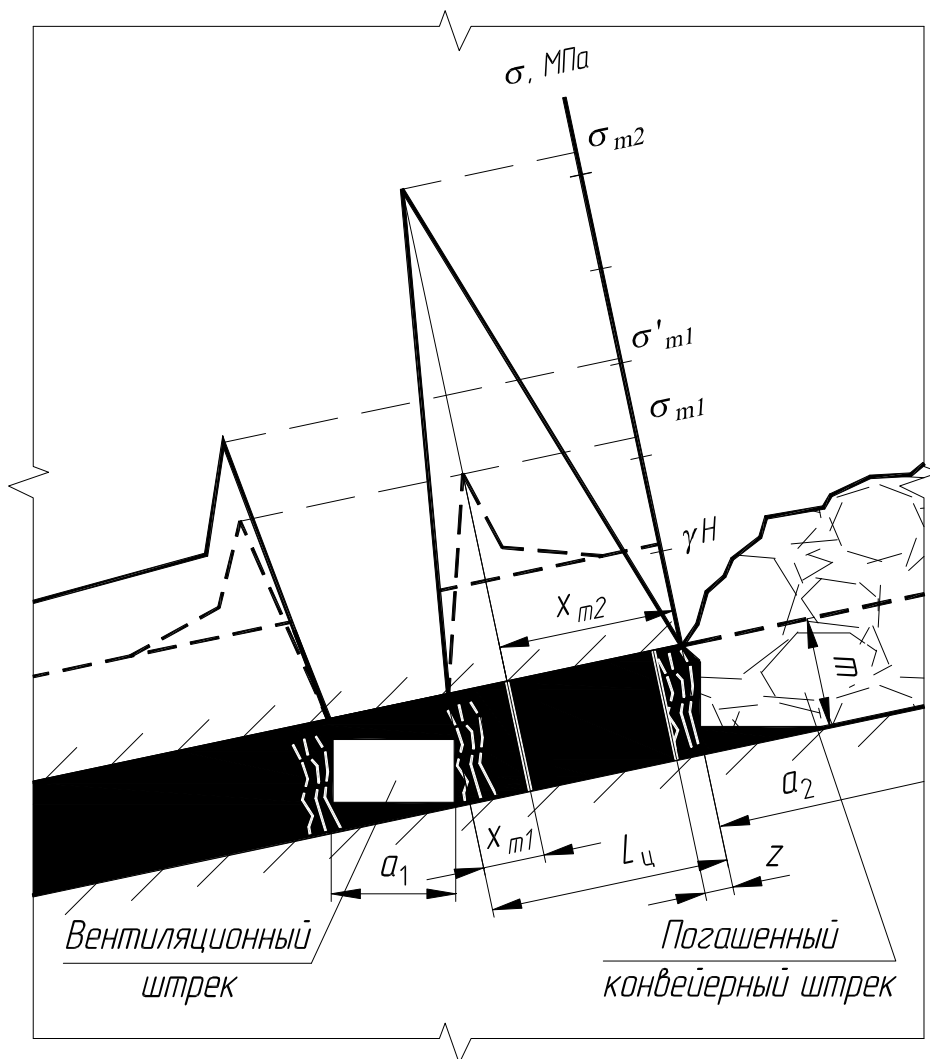 σ, МПа
σm2
σ'm1
σm1
γH
xm2
m
a2
xm1
Lц
z
a1
Вентиляционный
штрек
Погашенный
конвейерный штрек